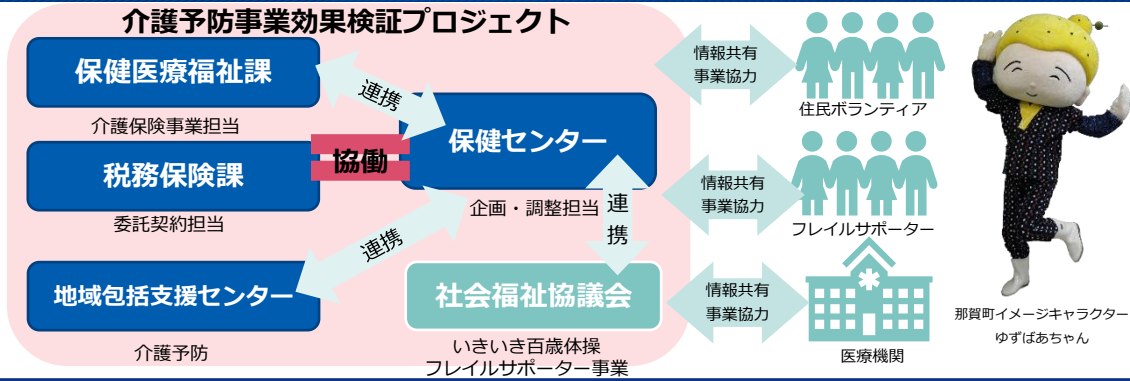 介護予防事業効果検証プロジェクト
保健医療福祉課
介護保険事業担当
連携
税務保険課
委託契約担当
協働
保健センター
企画・調整担当
連携
連携
地域包括支援センター
介護予防
社会福祉協議会
いきいき百歳体操
フレイルサポーター事業
情報共有
事業協力
住民ボランティア
情報共有
事業協力
フレイルサポーター
情報共有
事業協力
医療機関
那賀町イメージキャラクター
ゆずばあちゃん